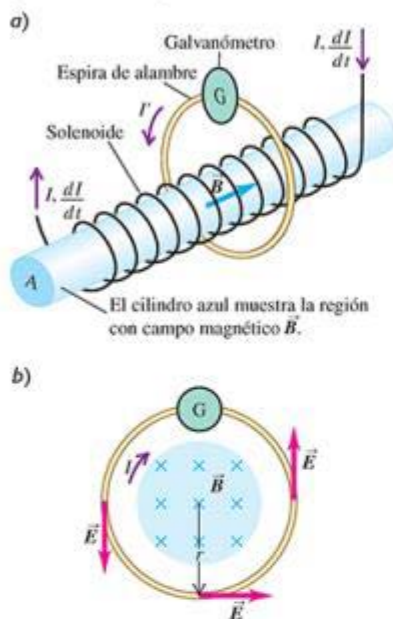 a)
Galvanómetro
I, dI/dt
Espira de alambre
G
I'
Solenoide
I, dI/dt
B⃗
A
El cilindro azul muestra la región
con campo magnético B⃗.
b)
G
I
E⃗
B⃗
E⃗
r
E⃗